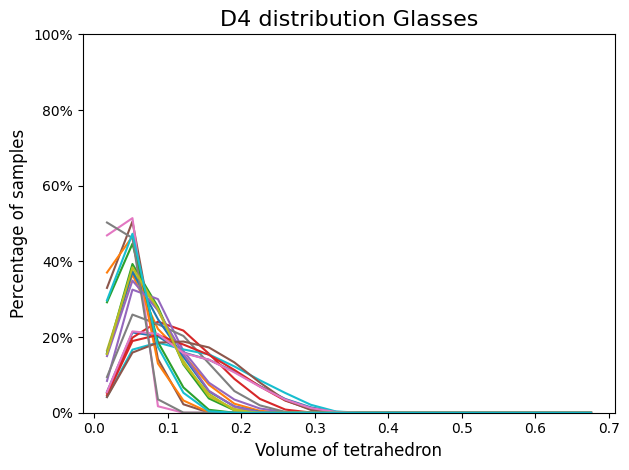 D4 distribution Glasses
100%
80%
60%
40%
20%
0%
Percentage of samples
0.0 0.1 0.2 0.3 0.4 0.5 0.6 0.7
Volume of tetrahedron